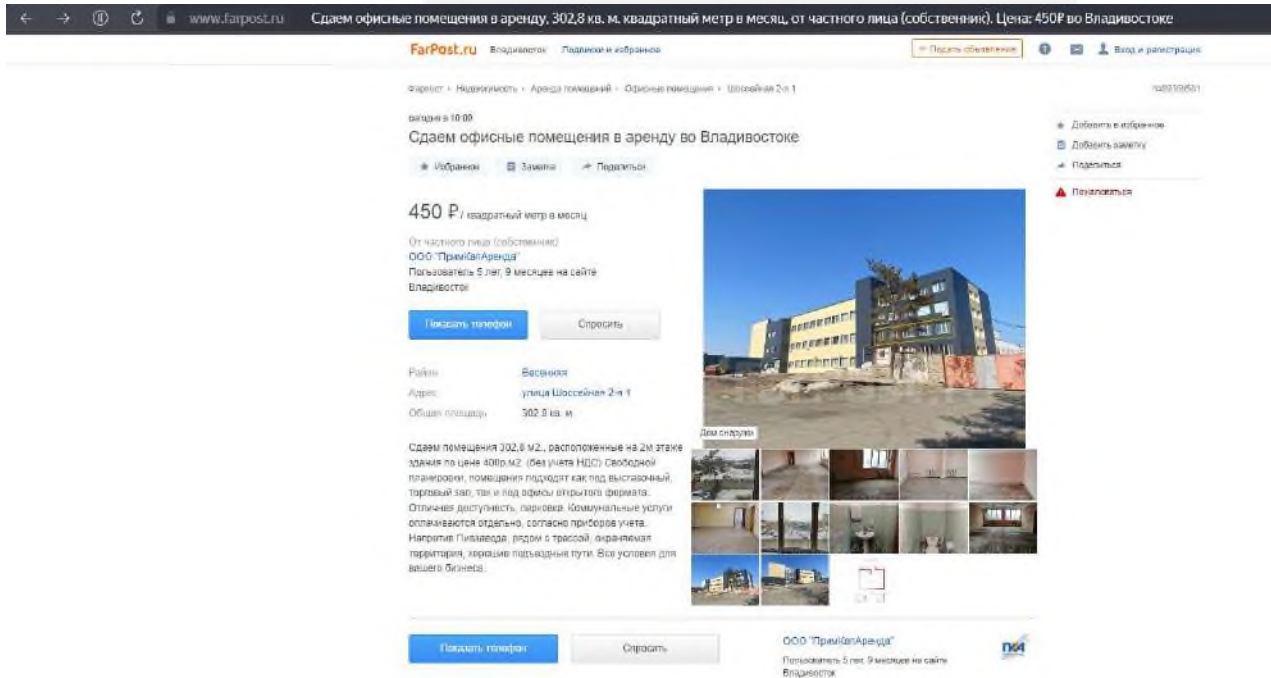 www.farpost.ru Сдаем офисные помещения в аренду, 302,8 кв. м. квадратный метр в месяц, от частного лица (собственник). Цена: 450₽ во Владивостоке
FarPost.ru Владивосток Подписки и избранное Подать объявление Вход и регистрация
Фарпост Недвижимость Аренда помещений Офисные помещения Шоссейная 2-я 1
сегодня в 10:09
Сдаем офисные помещения в аренду во Владивостоке
Избранное Заметка Поделиться
Добавить в избранное
Добавить заметку
Поделиться
Пожаловаться
450 ₽ / квадратный метр в месяц
От частного лица (собственник)
ООО "ПримКапАренда"
Пользователь 5 лет, 9 месяцев на сайте
Владивосток
Показать телефон Спросить
Район Весенняя
Адрес улица Шоссейная 2-я 1
Общая площадь 302.8 кв. м.
Дом снаружи
Сдаем помещения 302,8 м2., расположенные на 2м этаже
здания по цене 400р.м2. (без учета НДС) Свободной
планировки, помещения подходят как под выставочный,
торговый зал, так и под офисы открытого формата.
Отличная доступность, парковка. Коммунальные услуги
оплачиваются отдельно, согласно приборов учета.
Напротив Пивзавода, рядом с трассой, охраняемая
территория, хорошие подъездные пути. Все условия для
вашего бизнеса.
Показать телефон Спросить
ООО "ПримКапАренда"
Пользователь 5 лет, 9 месяцев на сайте
Владивосток